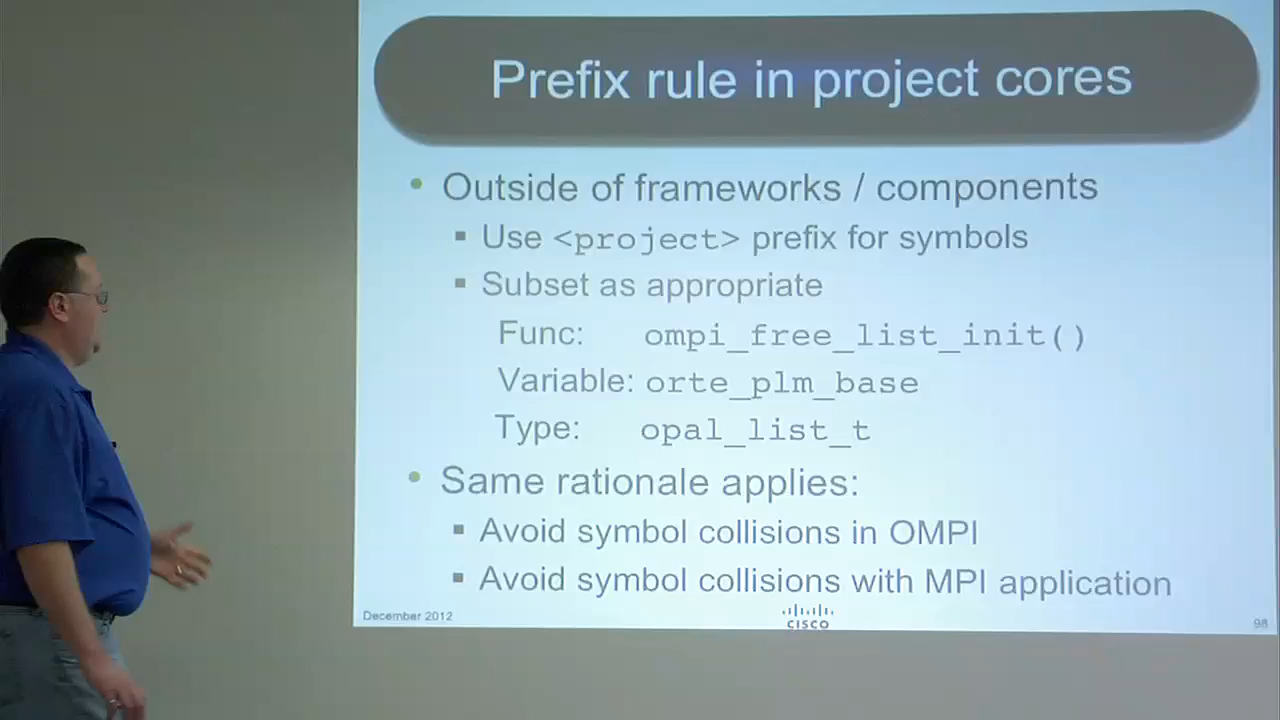 Prefix rule in project cores
• Outside of frameworks / components
▪ Use <project> prefix for symbols
▪ Subset as appropriate
Func: ompi_free_list_init()
Variable: orte_plm_base
Type: opal_list_t
• Same rationale applies:
▪ Avoid symbol collisions in OMPI
▪ Avoid symbol collisions with MPI application
December 2012
CISCO
98